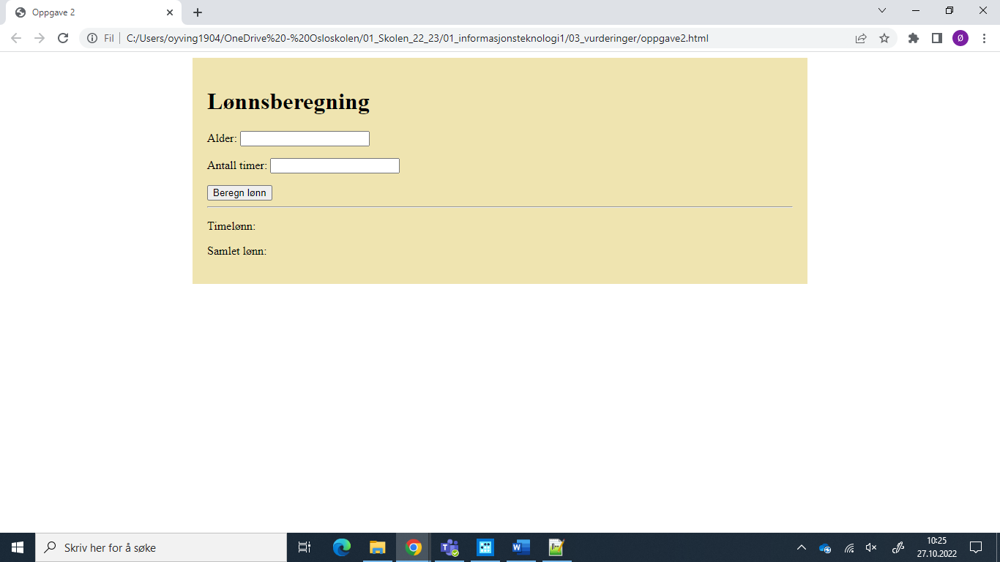 Oppgave 2
Fil C:/Users/oyving1904/OneDrive%20-%20Osloskolen/01_Skolen_22_23/01_informasjonsteknologi1/03_vurderinger/oppgave2.html
Ø
Lønnsberegning
Alder:
Antall timer:
Beregn lønn
Timelønn:
Samlet lønn:
Skriv her for å søke
10:25
27.10.2022